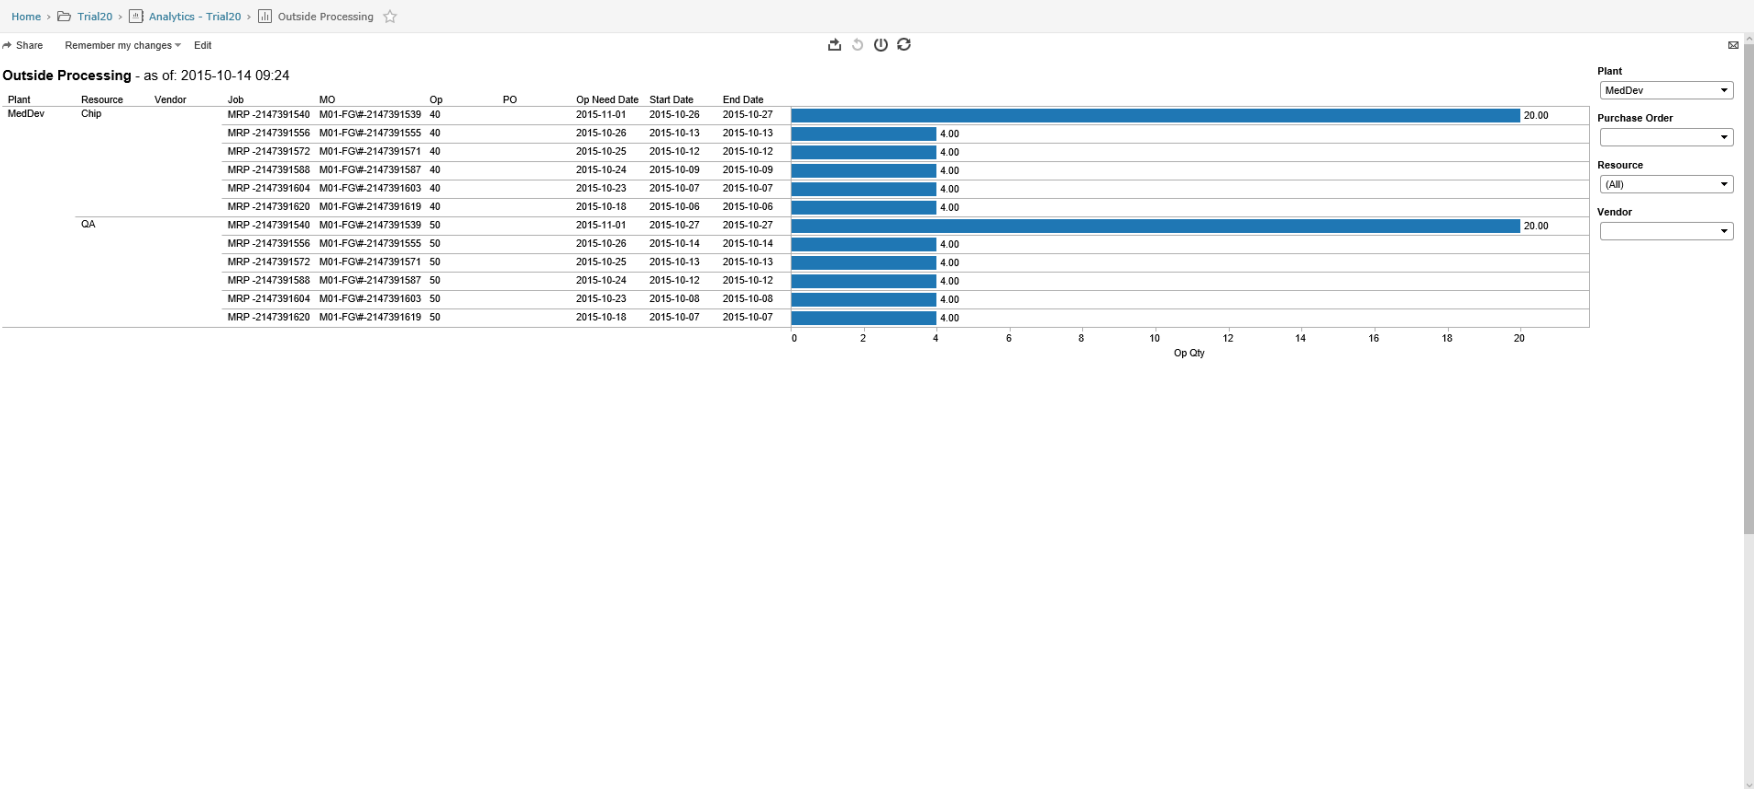 Home › Trial20 › Analytics - Trial20 › Outside Processing
Share Remember my changes Edit
Outside Processing - as of: 2015-10-14 09:24
Plant Resource Vendor Job MO Op PO Op Need Date Start Date End Date
MedDev Chip MRP -2147391540 M01-FG\#-2147391539 40 2015-11-01 2015-10-26 2015-10-27 20.00
MRP -2147391556 M01-FG\#-2147391555 40 2015-10-26 2015-10-13 2015-10-13 4.00
MRP -2147391572 M01-FG\#-2147391571 40 2015-10-25 2015-10-12 2015-10-12 4.00
MRP -2147391588 M01-FG\#-2147391587 40 2015-10-24 2015-10-09 2015-10-09 4.00
MRP -2147391604 M01-FG\#-2147391603 40 2015-10-23 2015-10-07 2015-10-07 4.00
MRP -2147391620 M01-FG\#-2147391619 40 2015-10-18 2015-10-06 2015-10-06 4.00
QA MRP -2147391540 M01-FG\#-2147391539 50 2015-11-01 2015-10-27 2015-10-27 20.00
MRP -2147391556 M01-FG\#-2147391555 50 2015-10-26 2015-10-14 2015-10-14 4.00
MRP -2147391572 M01-FG\#-2147391571 50 2015-10-25 2015-10-13 2015-10-13 4.00
MRP -2147391588 M01-FG\#-2147391587 50 2015-10-24 2015-10-12 2015-10-12 4.00
MRP -2147391604 M01-FG\#-2147391603 50 2015-10-23 2015-10-08 2015-10-08 4.00
MRP -2147391620 M01-FG\#-2147391619 50 2015-10-18 2015-10-07 2015-10-07 4.00
0 2 4 6 8 10 12 14 16 18 20
Op Qty
Plant
MedDev
Purchase Order
Resource
(All)
Vendor